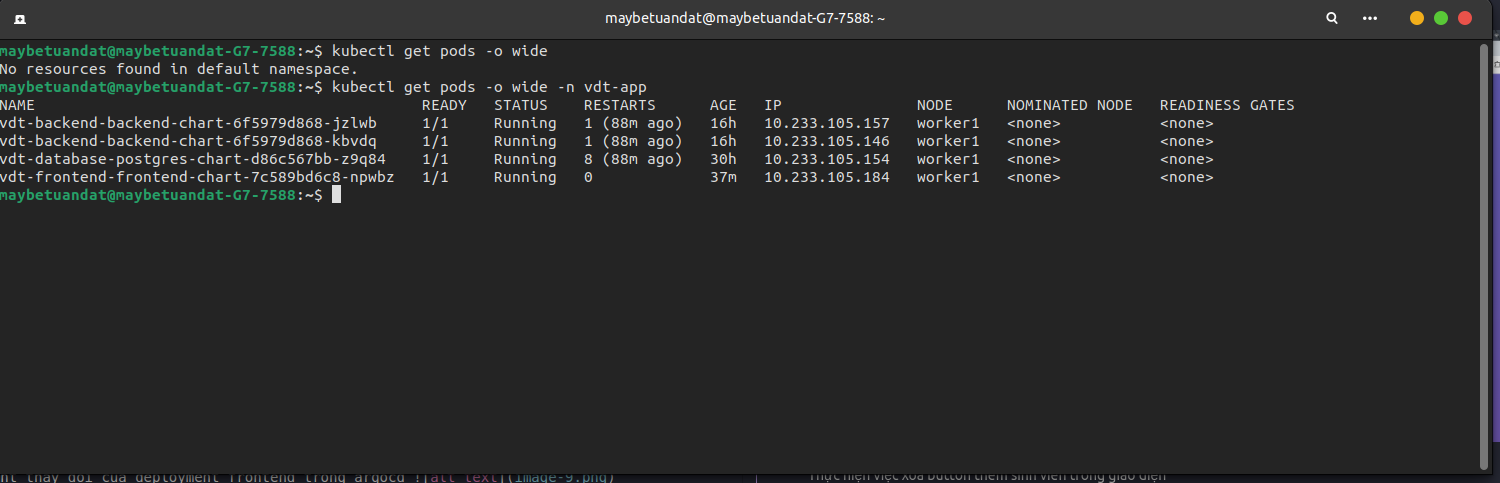 maybetuandat@maybetuandat-G7-7588: ~
maybetuandat@maybetuandat-G7-7588:~$ kubectl get pods -o wide
No resources found in default namespace.
maybetuandat@maybetuandat-G7-7588:~$ kubectl get pods -o wide -n vdt-app
NAME READY STATUS RESTARTS AGE IP NODE NOMINATED NODE READINESS GATES
vdt-backend-backend-chart-6f5979d868-jzlwb 1/1 Running 1 (88m ago) 16h 10.233.105.157 worker1 <none> <none>
vdt-backend-backend-chart-6f5979d868-kbvdq 1/1 Running 1 (88m ago) 16h 10.233.105.146 worker1 <none> <none>
vdt-database-postgres-chart-d86c567bb-z9q84 1/1 Running 8 (88m ago) 30h 10.233.105.154 worker1 <none> <none>
vdt-frontend-frontend-chart-7c589bd6c8-npwbz 1/1 Running 0 37m 10.233.105.184 worker1 <none> <none>
maybetuandat@maybetuandat-G7-7588:~$
thay đổi của deployment frontend trong argocd ![alt text](image-9.png)
Thực hiện việc xóa button thêm sinh viên trong giao diện